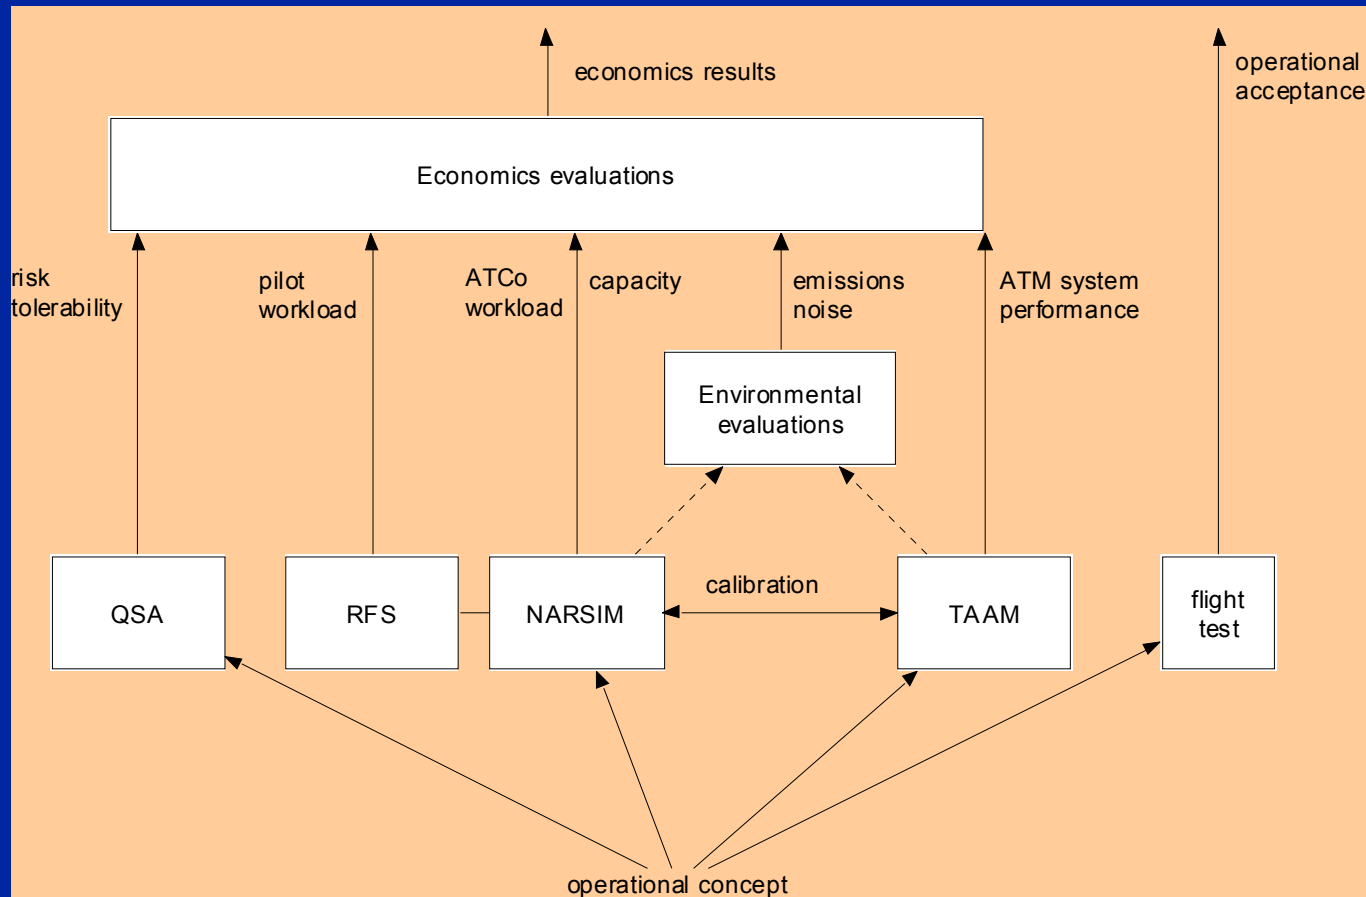 economics results
operational
acceptance
Economics evaluations
risk
tolerability
pilot
workload
ATCo
workload
capacity
emissions
noise
ATM system
performance
Environmental
evaluations
QSA
RFS
NARSIM
calibration
TAAM
flight
test
operational concept